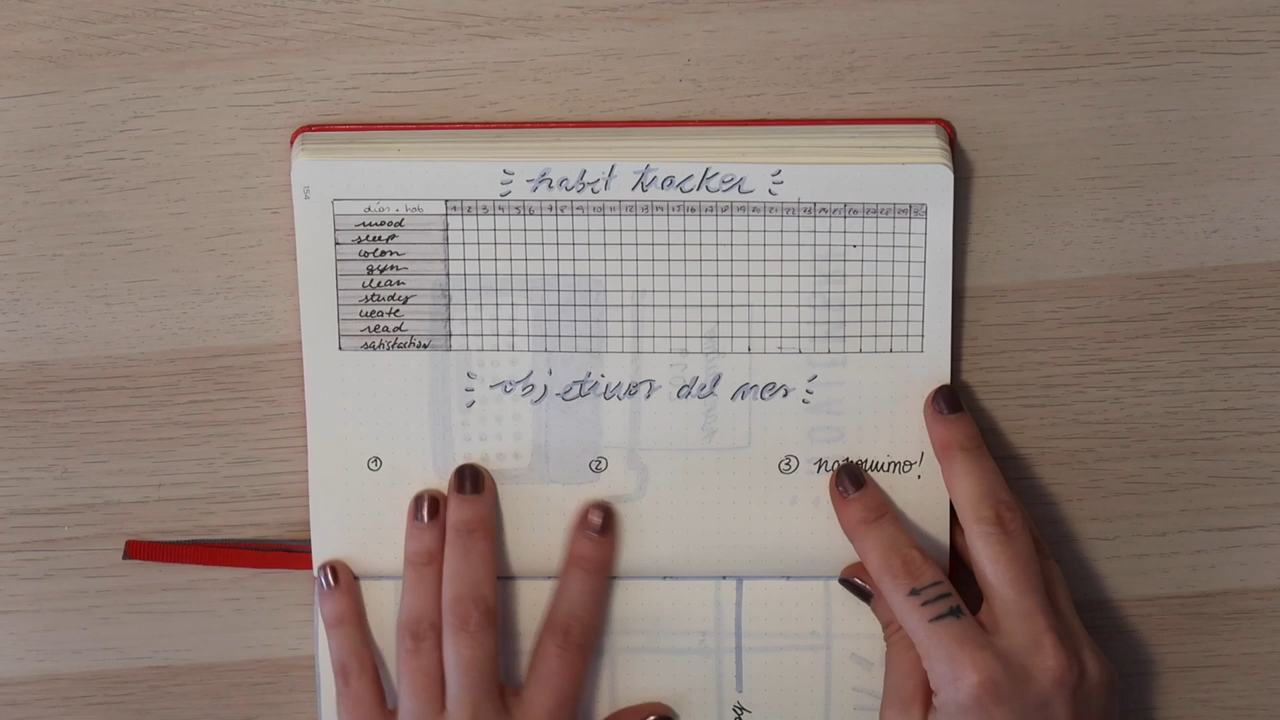 habit tracker
días + hab 1 2 3 4 5 6 7 8 9 10 11 12 13 14 15 16 17 18 19 20 21 22 23 24 25 26 27 28 29 30
mood
sleep
colon
gym
clean
study
create
read
satisfaction
objetivos del mes
① ② ③
154